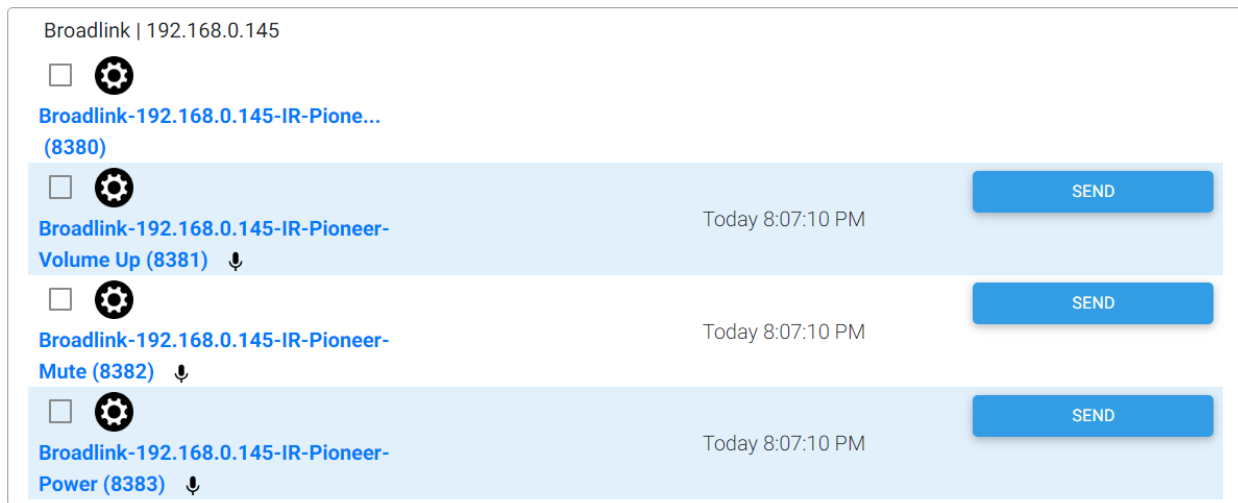 Broadlink | 192.168.0.145
Broadlink-192.168.0.145-IR-Pione...
(8380)
SEND
Today 8:07:10 PM
Broadlink-192.168.0.145-IR-Pioneer-
Volume Up (8381)
SEND
Today 8:07:10 PM
Broadlink-192.168.0.145-IR-Pioneer-
Mute (8382)
SEND
Today 8:07:10 PM
Broadlink-192.168.0.145-IR-Pioneer-
Power (8383)